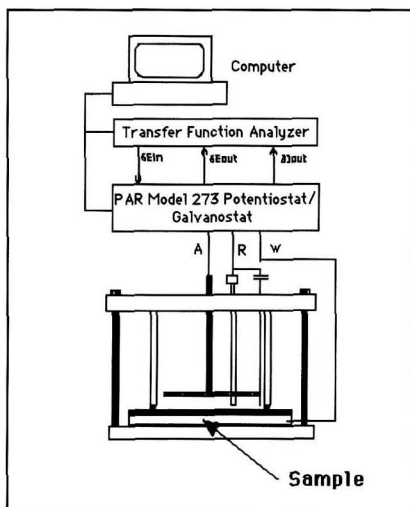 Computer
Transfer Function Analyzer
δEin δEout δIout
PAR Model 273 Potentiostat/
Galvanostat
A R W
Sample